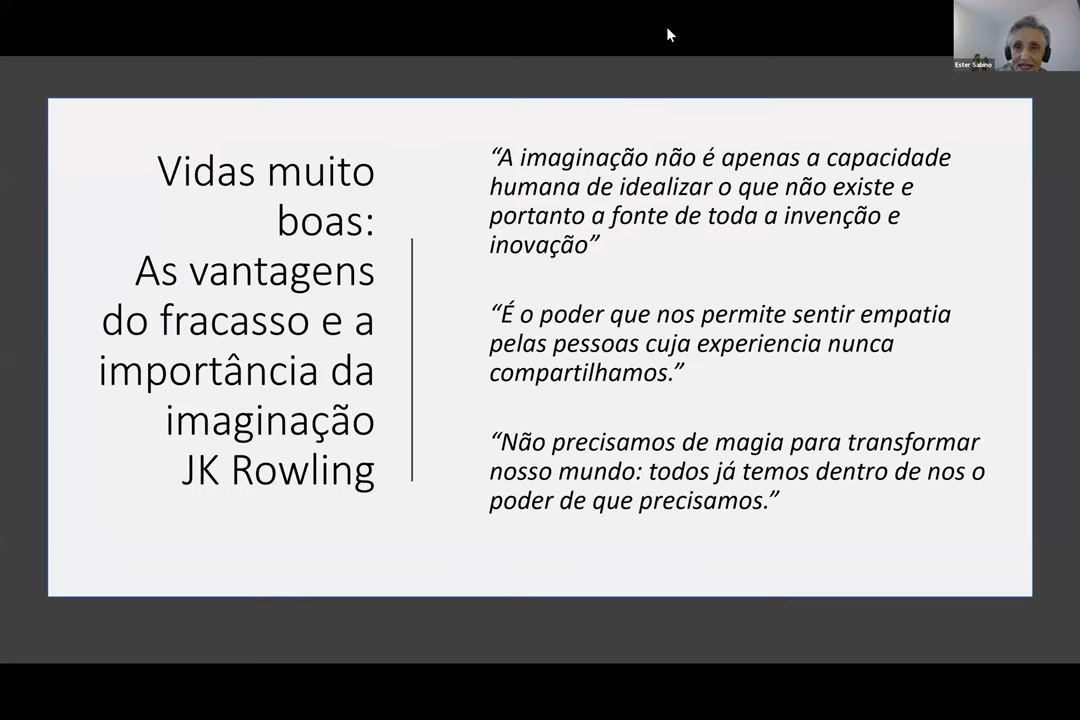 Ester Sabino
Vidas muito
boas:
As vantagens
do fracasso e a
importância da
imaginação
JK Rowling
“A imaginação não é apenas a capacidade
humana de idealizar o que não existe e
portanto a fonte de toda a invenção e
inovação”
“É o poder que nos permite sentir empatia
pelas pessoas cuja experiencia nunca
compartilhamos.”
“Não precisamos de magia para transformar
nosso mundo: todos já temos dentro de nos o
poder de que precisamos.”